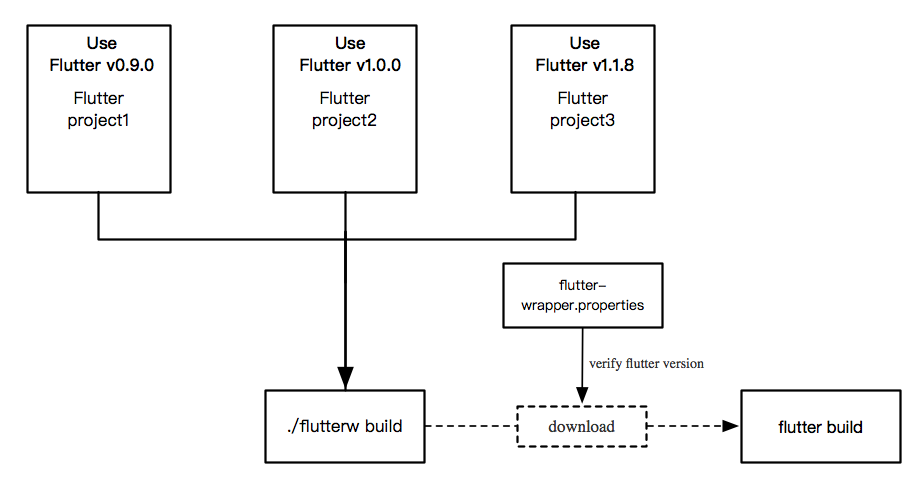 Use
Flutter v0.9.0
Flutter
project1
Use
Flutter v1.0.0
Flutter
project2
Use
Flutter v1.1.8
Flutter
project3
flutter-
wrapper.properties
verify flutter version
./flutterw build
download
flutter build